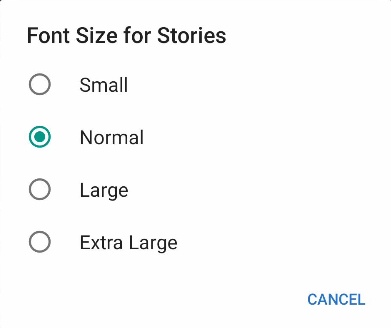 Font Size for Stories
Small
Normal
Large
Extra Large
CANCEL